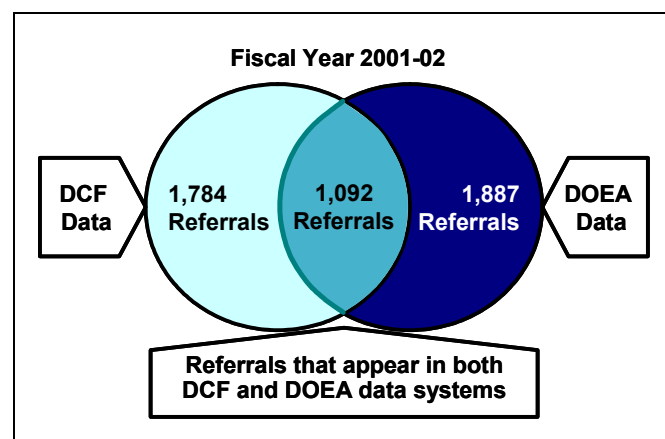 Fiscal Year 2001-02
DCF
Data
1,784
Referrals
1,092
Referrals
1,887
Referrals
DOEA
Data
Referrals that appear in both
DCF and DOEA data systems